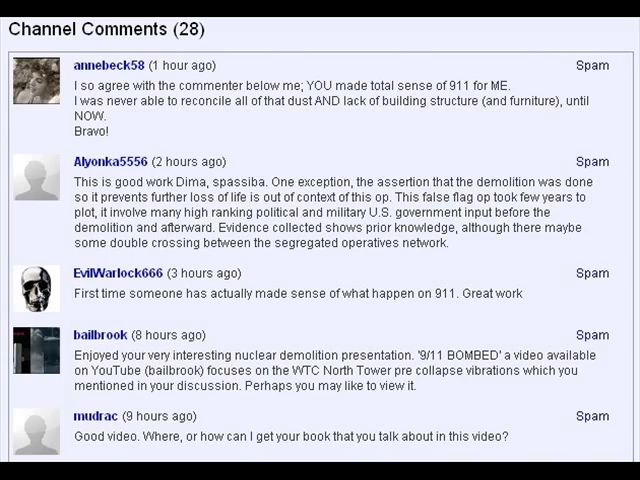 Channel Comments (28)
annebeck58 (1 hour ago) Spam
I so agree with the commenter below me; YOU made total sense of 911 for ME.
I was never able to reconcile all of that dust AND lack of building structure (and furniture), until
NOW.
Bravo!
Alyonka5556 (2 hours ago) Spam
This is good work Dima, spassiba. One exception, the assertion that the demolition was done
so it prevents further loss of life is out of context of this op. This false flag op took few years to
plot, it involve many high ranking political and military U.S. government input before the
demolition and afterward. Evidence collected shows prior knowledge, although there maybe
some double crossing between the segregated operatives network.
EvilWarlock666 (3 hours ago) Spam
First time someone has actually made sense of what happen on 911. Great work
bailbrook (8 hours ago) Spam
Enjoyed your very interesting nuclear demolition presentation. '9/11 BOMBED' a video available
on YouTube (bailbrook) focuses on the WTC North Tower pre collapse vibrations which you
mentioned in your discussion. Perhaps you may like to view it.
mudrac (9 hours ago) Spam
Good video. Where, or how can I get your book that you talk about in this video?